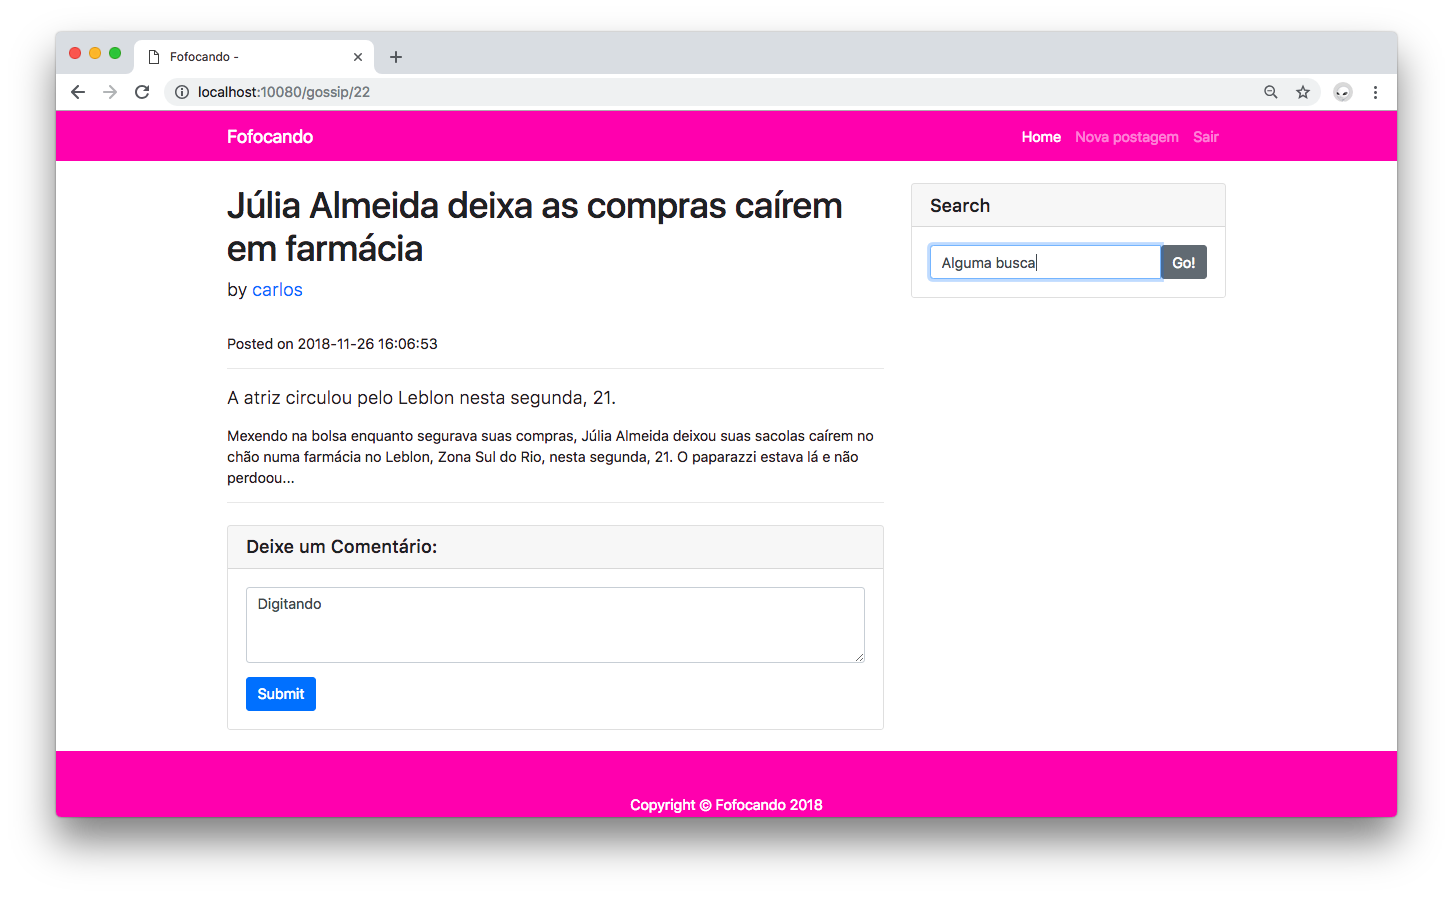 Fofocando -
localhost:10080/gossip/22
Fofocando
Home Nova postagem Sair
Júlia Almeida deixa as compras caírem
em farmácia
by carlos
Posted on 2018-11-26 16:06:53
A atriz circulou pelo Leblon nesta segunda, 21.
Mexendo na bolsa enquanto segurava suas compras, Júlia Almeida deixou suas sacolas caírem no
chão numa farmácia no Leblon, Zona Sul do Rio, nesta segunda, 21. O paparazzi estava lá e não
perdoou...
Deixe um Comentário:
Digitando
Submit
Search
Alguma busca
Go!
Copyright © Fofocando 2018